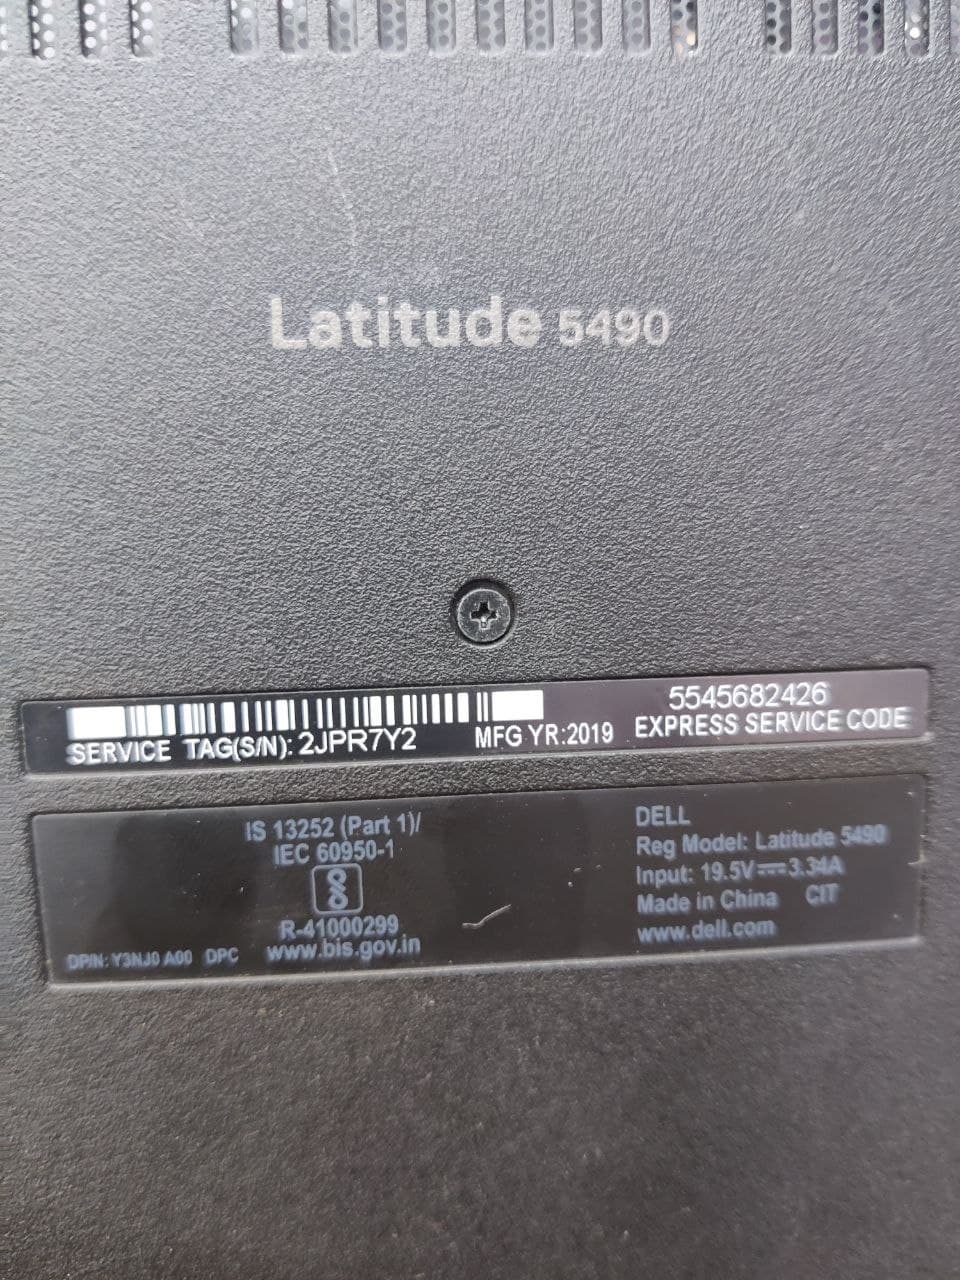 Latitude 5490
5545682426
SERVICE TAG(S/N): 2JPR7Y2 MFG YR:2019 EXPRESS SERVICE CODE
IS 13252 (Part 1)/
IEC 60950-1
R-41000299
www.bis.gov.in
DP/N: Y3NJ0 A00 DPC
DELL
Reg Model: Latitude 5490
Input: 19.5V⎓3.34A
Made in China CIT
www.dell.com